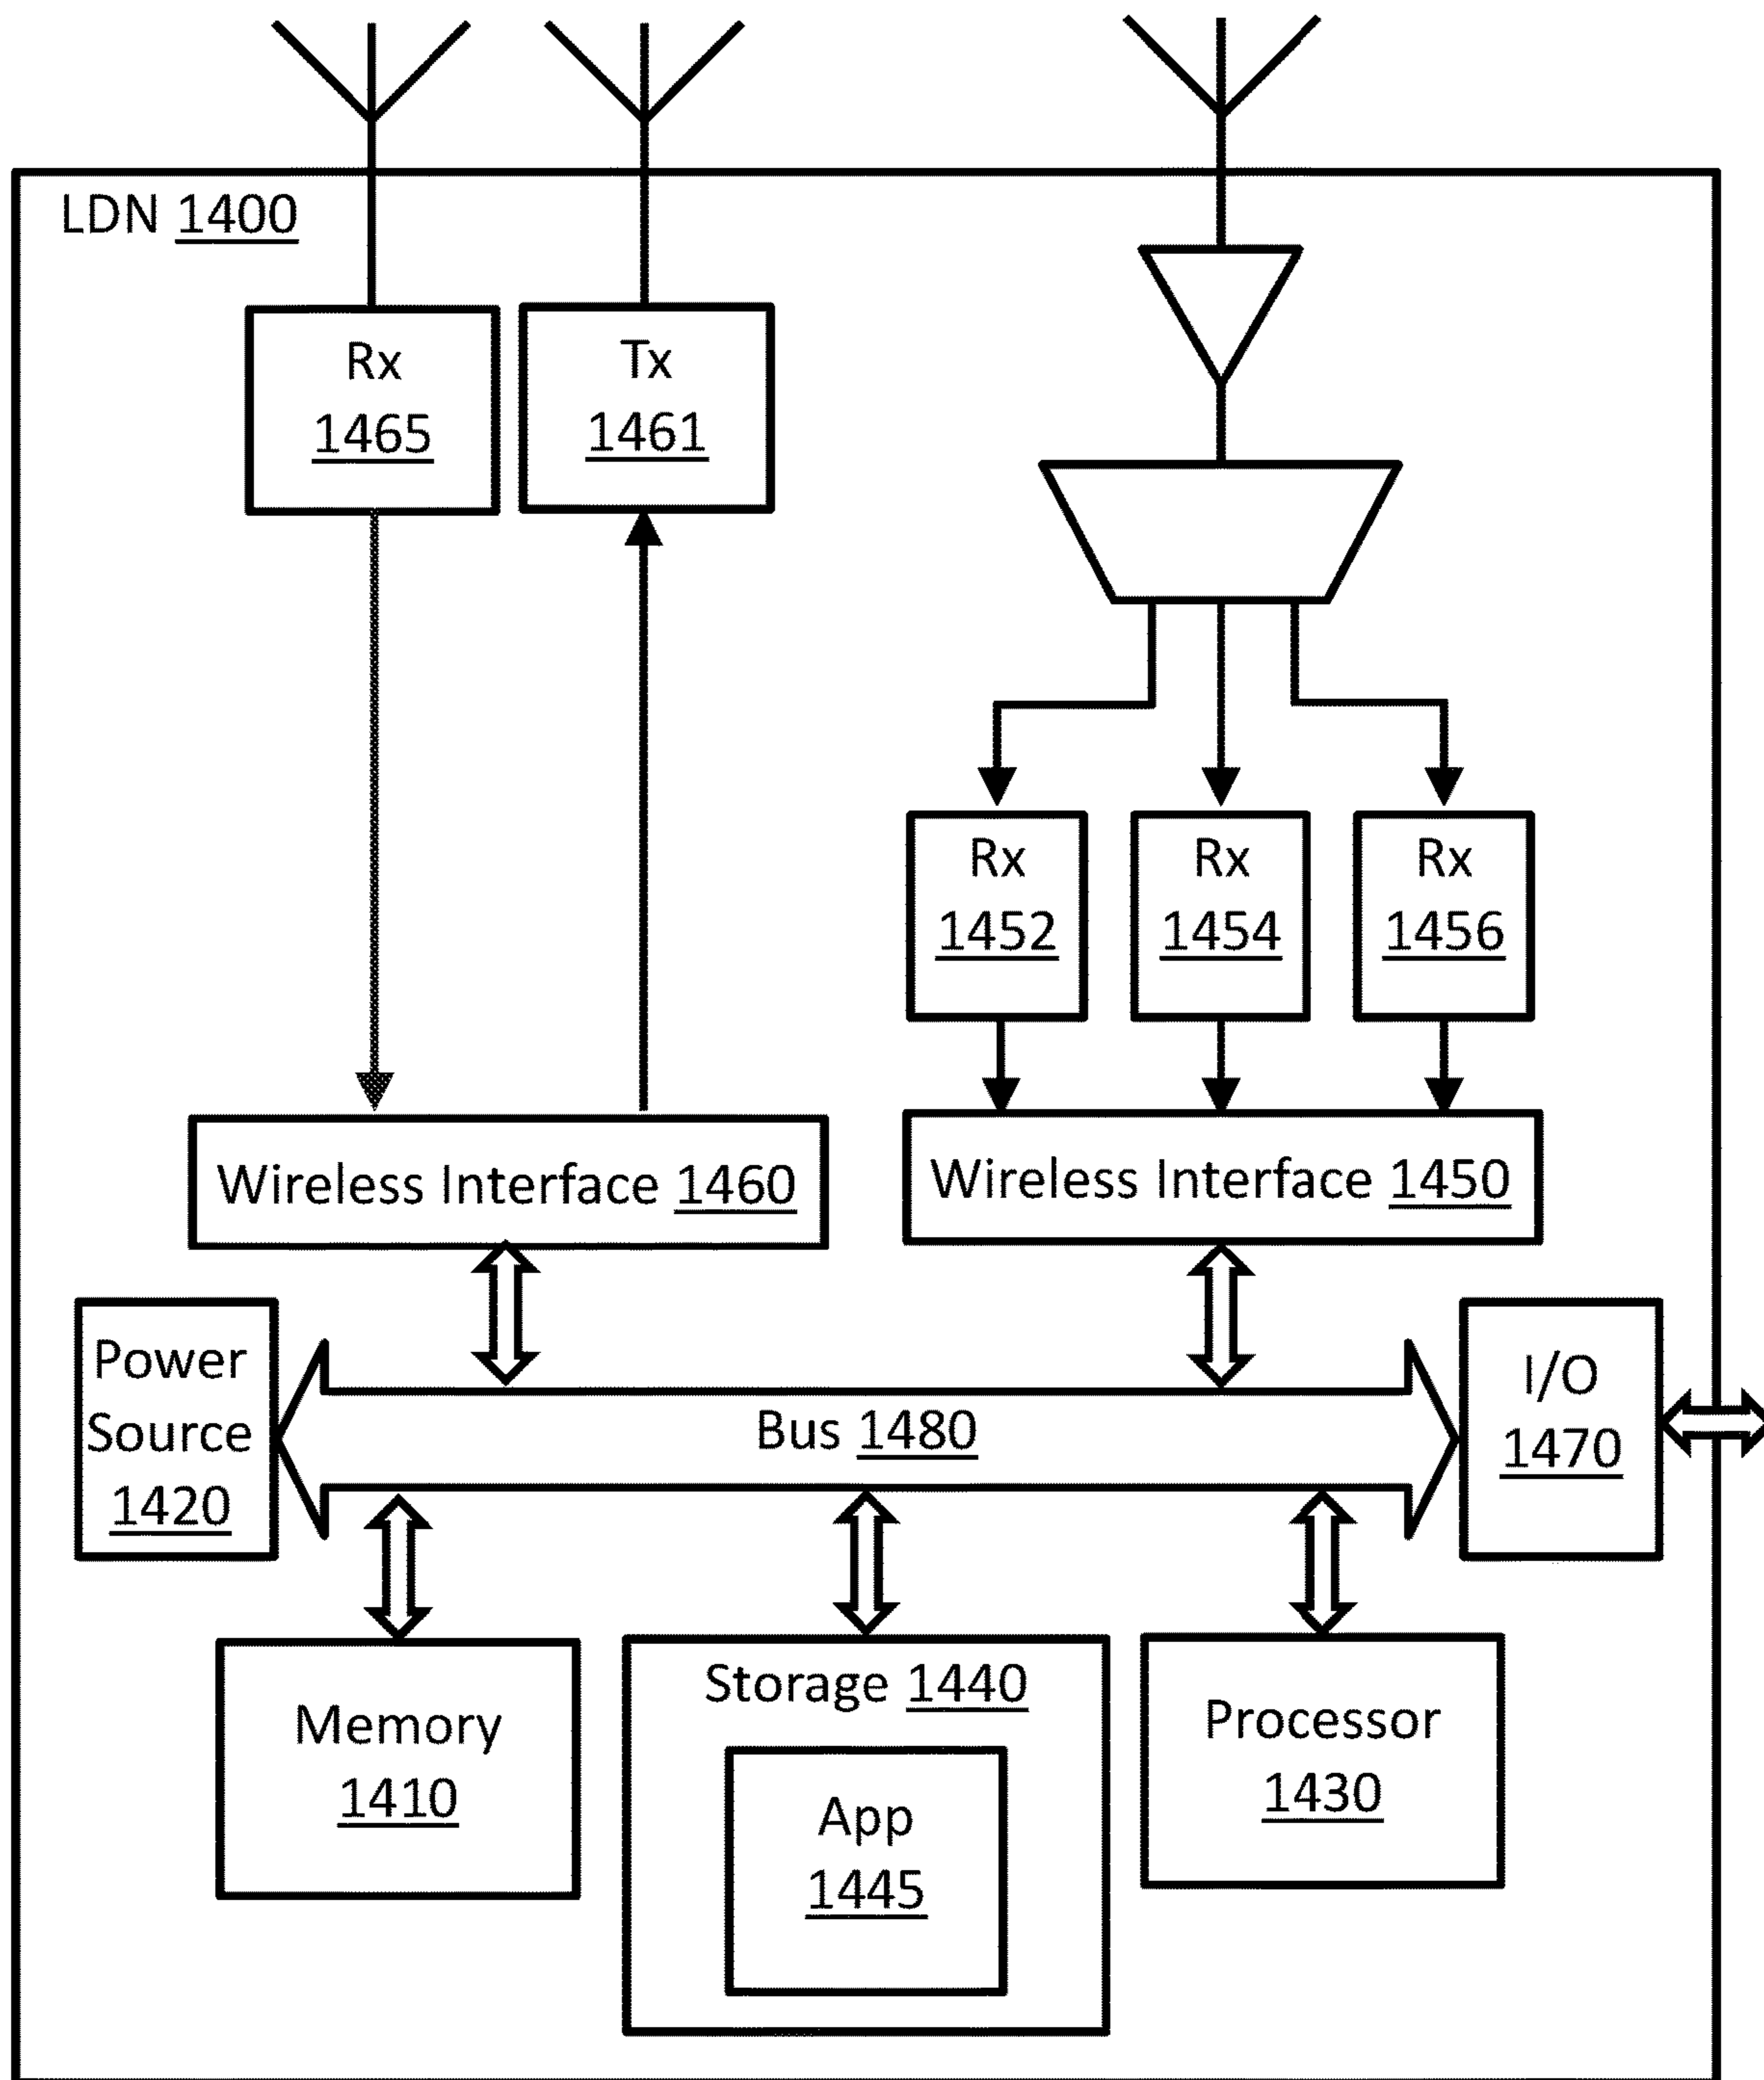 LDN 1400
Rx
1465
Tx
1461
Rx
1452
Rx
1454
Rx
1456
Wireless Interface 1460
Wireless Interface 1450
Power
Source
1420
Bus 1480
I/O
1470
Memory
1410
Storage 1440
App
1445
Processor
1430